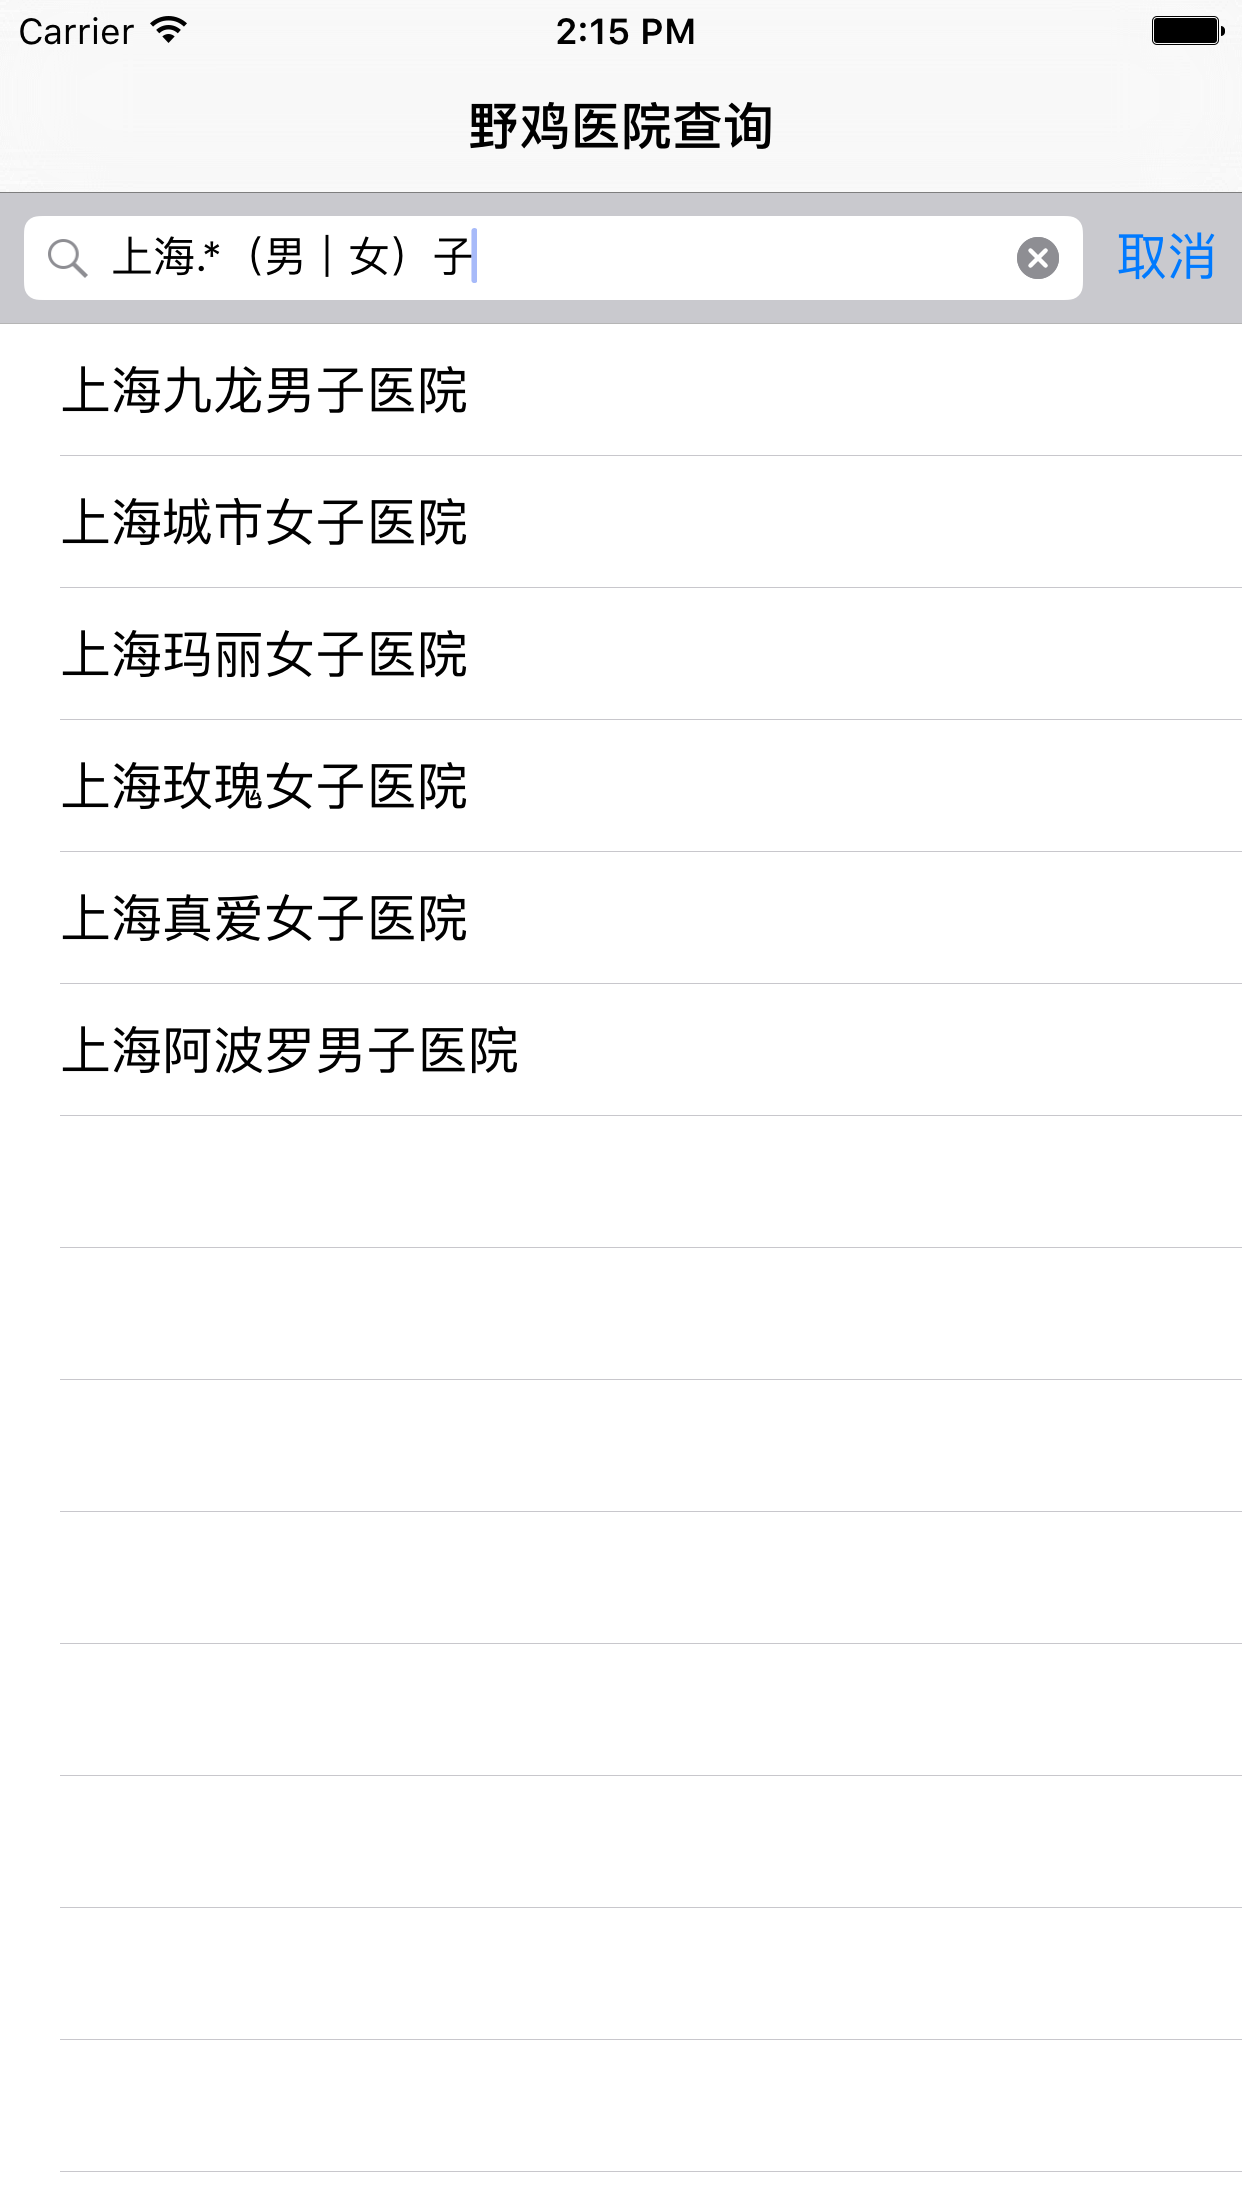 Carrier 2:15 PM
野鸡医院查询
上海.*（男｜女）子 取消
上海九龙男子医院
上海城市女子医院
上海玛丽女子医院
上海玫瑰女子医院
上海真爱女子医院
上海阿波罗男子医院